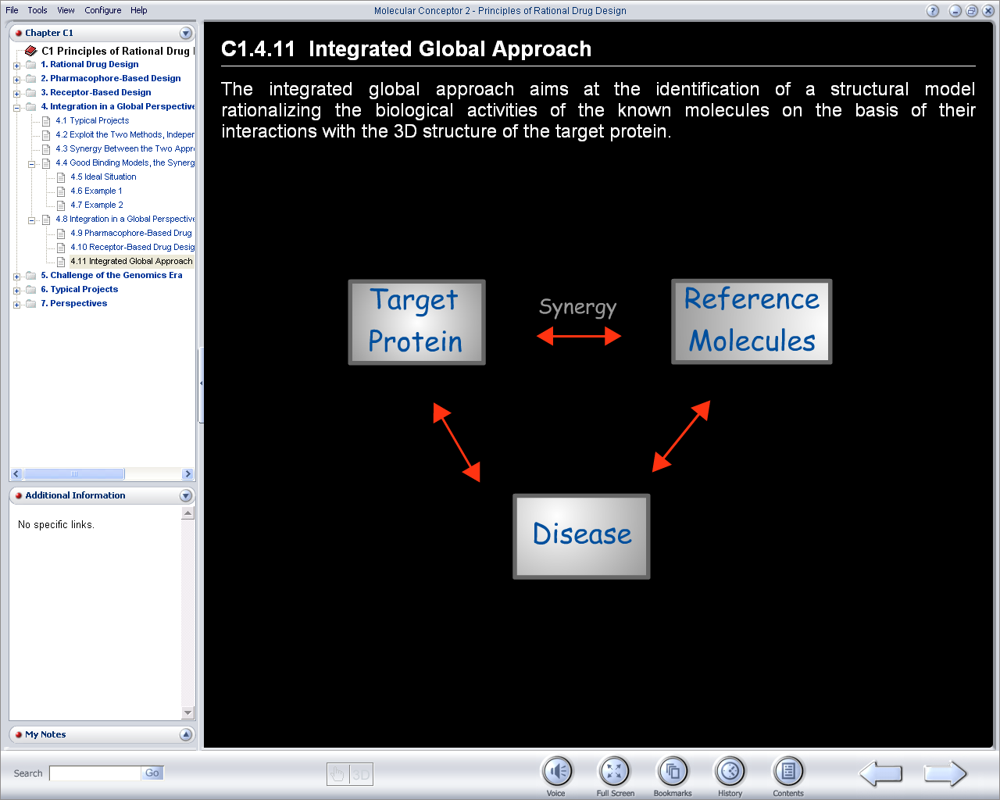 File Tools View Configure Help
Molecular Conceptor 2 - Principles of Rational Drug Design
Chapter C1
C1 Principles of Rational Drug
1. Rational Drug Design
2. Pharmacophore-Based Design
3. Receptor-Based Design
4. Integration in a Global Perspective
4.1 Typical Projects
4.2 Exploit the Two Methods, Indeper
4.3 Synergy Between the Two Appr
4.4 Good Binding Models, the Synerg
4.5 Ideal Situation
4.6 Example 1
4.7 Example 2
4.8 Integration in a Global Perspective
4.9 Pharmacophore-Based Drug
4.10 Receptor-Based Drug Desig
4.11 Integrated Global Approach
5. Challenge of the Genomics Era
6. Typical Projects
7. Perspectives
Additional Information
No specific links.
My Notes
C1.4.11 Integrated Global Approach
The integrated global approach aims at the identification of a structural model
rationalizing the biological activities of the known molecules on the basis of their
interactions with the 3D structure of the target protein.
Target
Protein
Synergy
Reference
Molecules
Disease
Search
Go
3D
Voice
Full Screen
Bookmarks
History
Contents